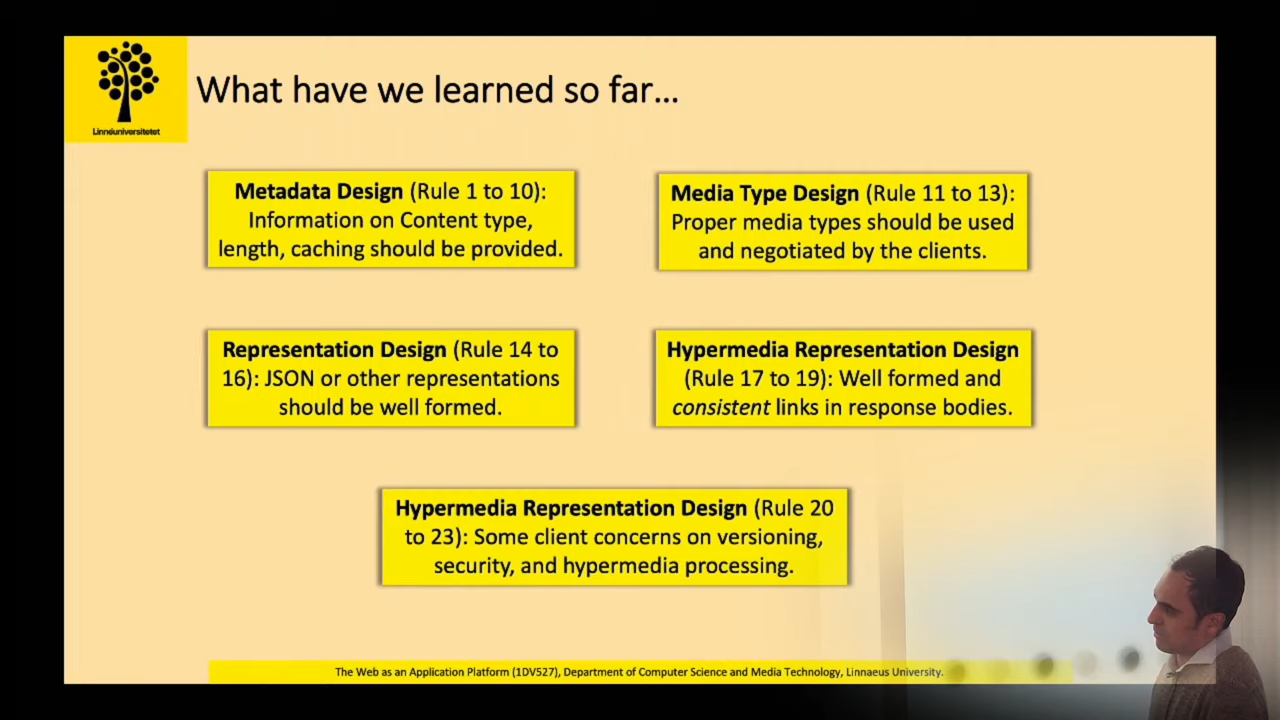 Linnéuniversitetet
What have we learned so far...
Metadata Design (Rule 1 to 10):
Information on Content type,
length, caching should be provided.
Media Type Design (Rule 11 to 13):
Proper media types should be used
and negotiated by the clients.
Representation Design (Rule 14 to
16): JSON or other representations
should be well formed.
Hypermedia Representation Design
(Rule 17 to 19): Well formed and
consistent links in response bodies.
Hypermedia Representation Design (Rule 20
to 23): Some client concerns on versioning,
security, and hypermedia processing.
The Web as an Application Platform (1DV527), Department of Computer Science and Media Technology, Linnaeus University.